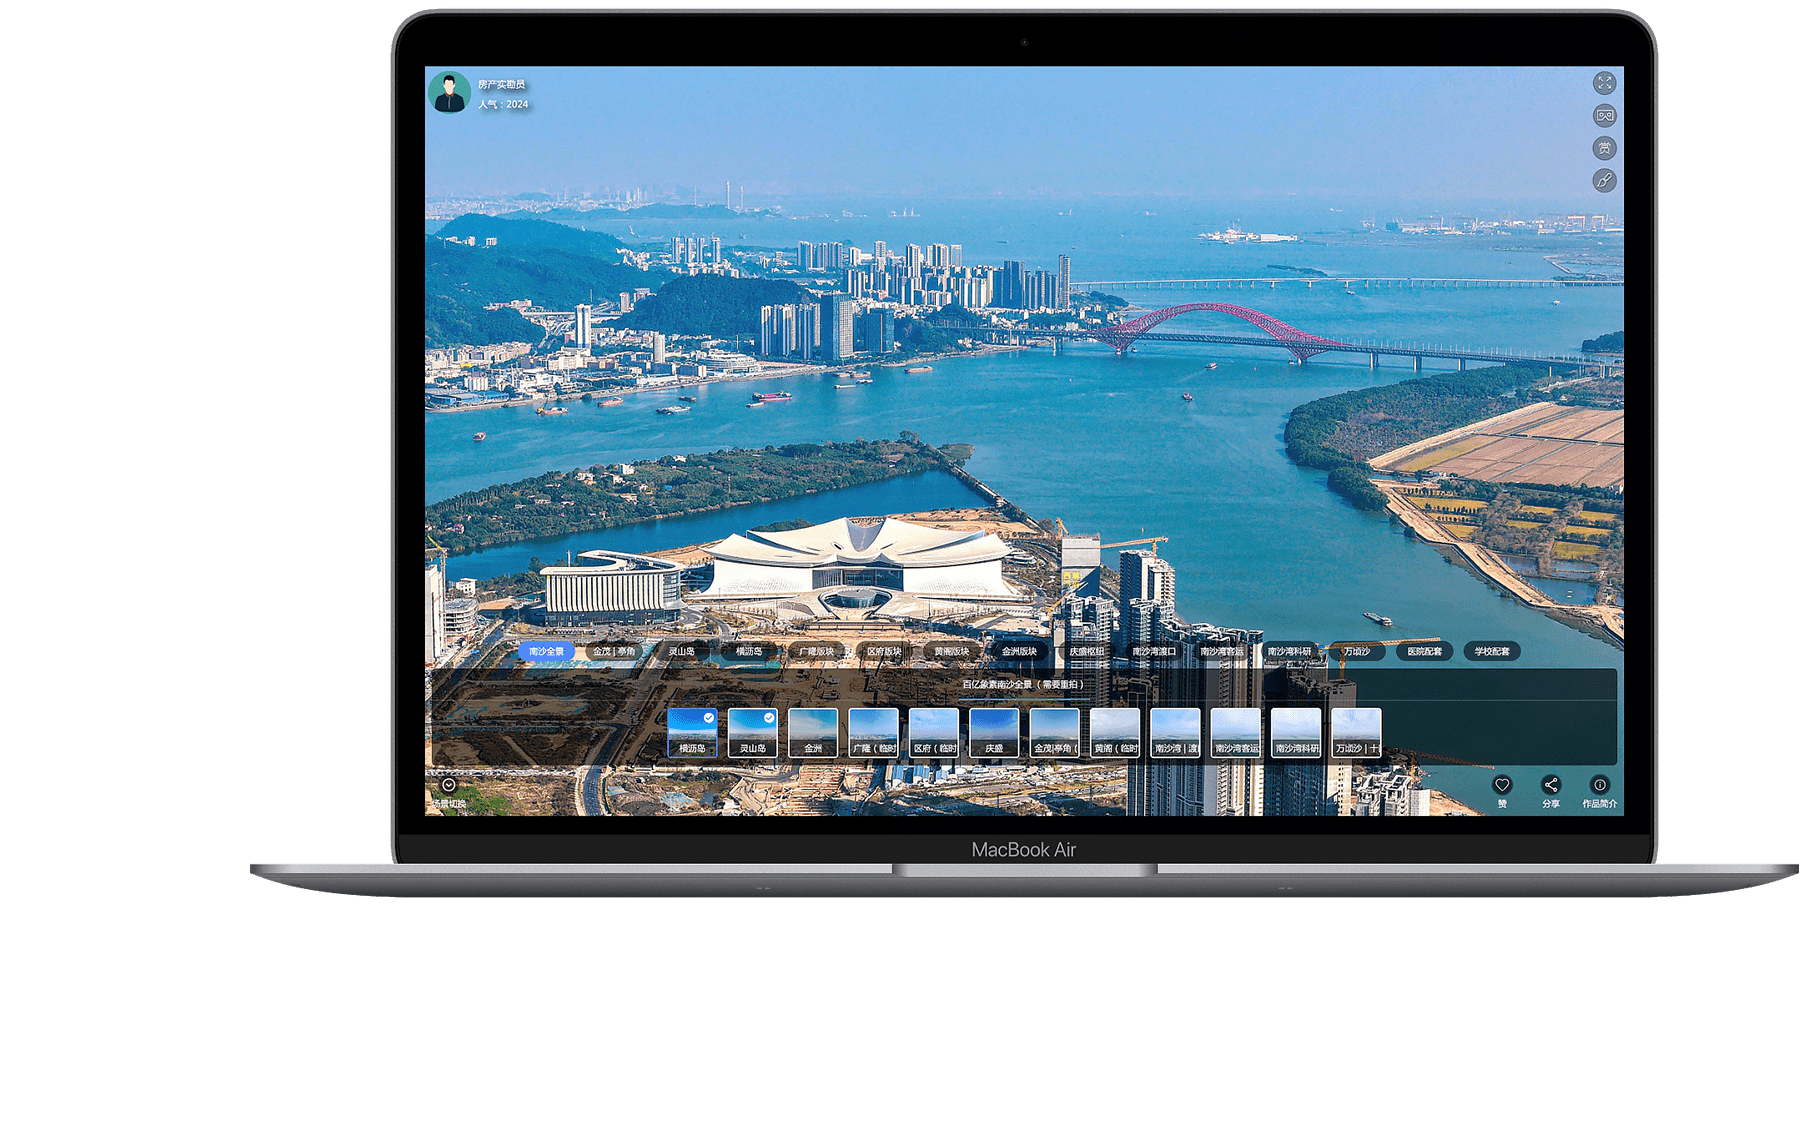 房产实勘员
人气：2024
赏
南沙全景
金茂 | 亭角
灵山岛
横沥岛
广隆版块
区府版块
黄阁版块
金洲版块
庆盛枢纽
南沙湾渡口
南沙湾客运
南沙湾科研
万顷沙
医院配套
学校配套
百亿象素南沙全景（需要重拍）
横沥岛
灵山岛
金洲
广隆（临时
区府（临时
庆盛
金茂|亭角（
黄阁（临时
南沙湾 | 渡
南沙湾客运
南沙湾科研
万顷沙 | 十
场景切换
赞
分享
作品简介
MacBook Air